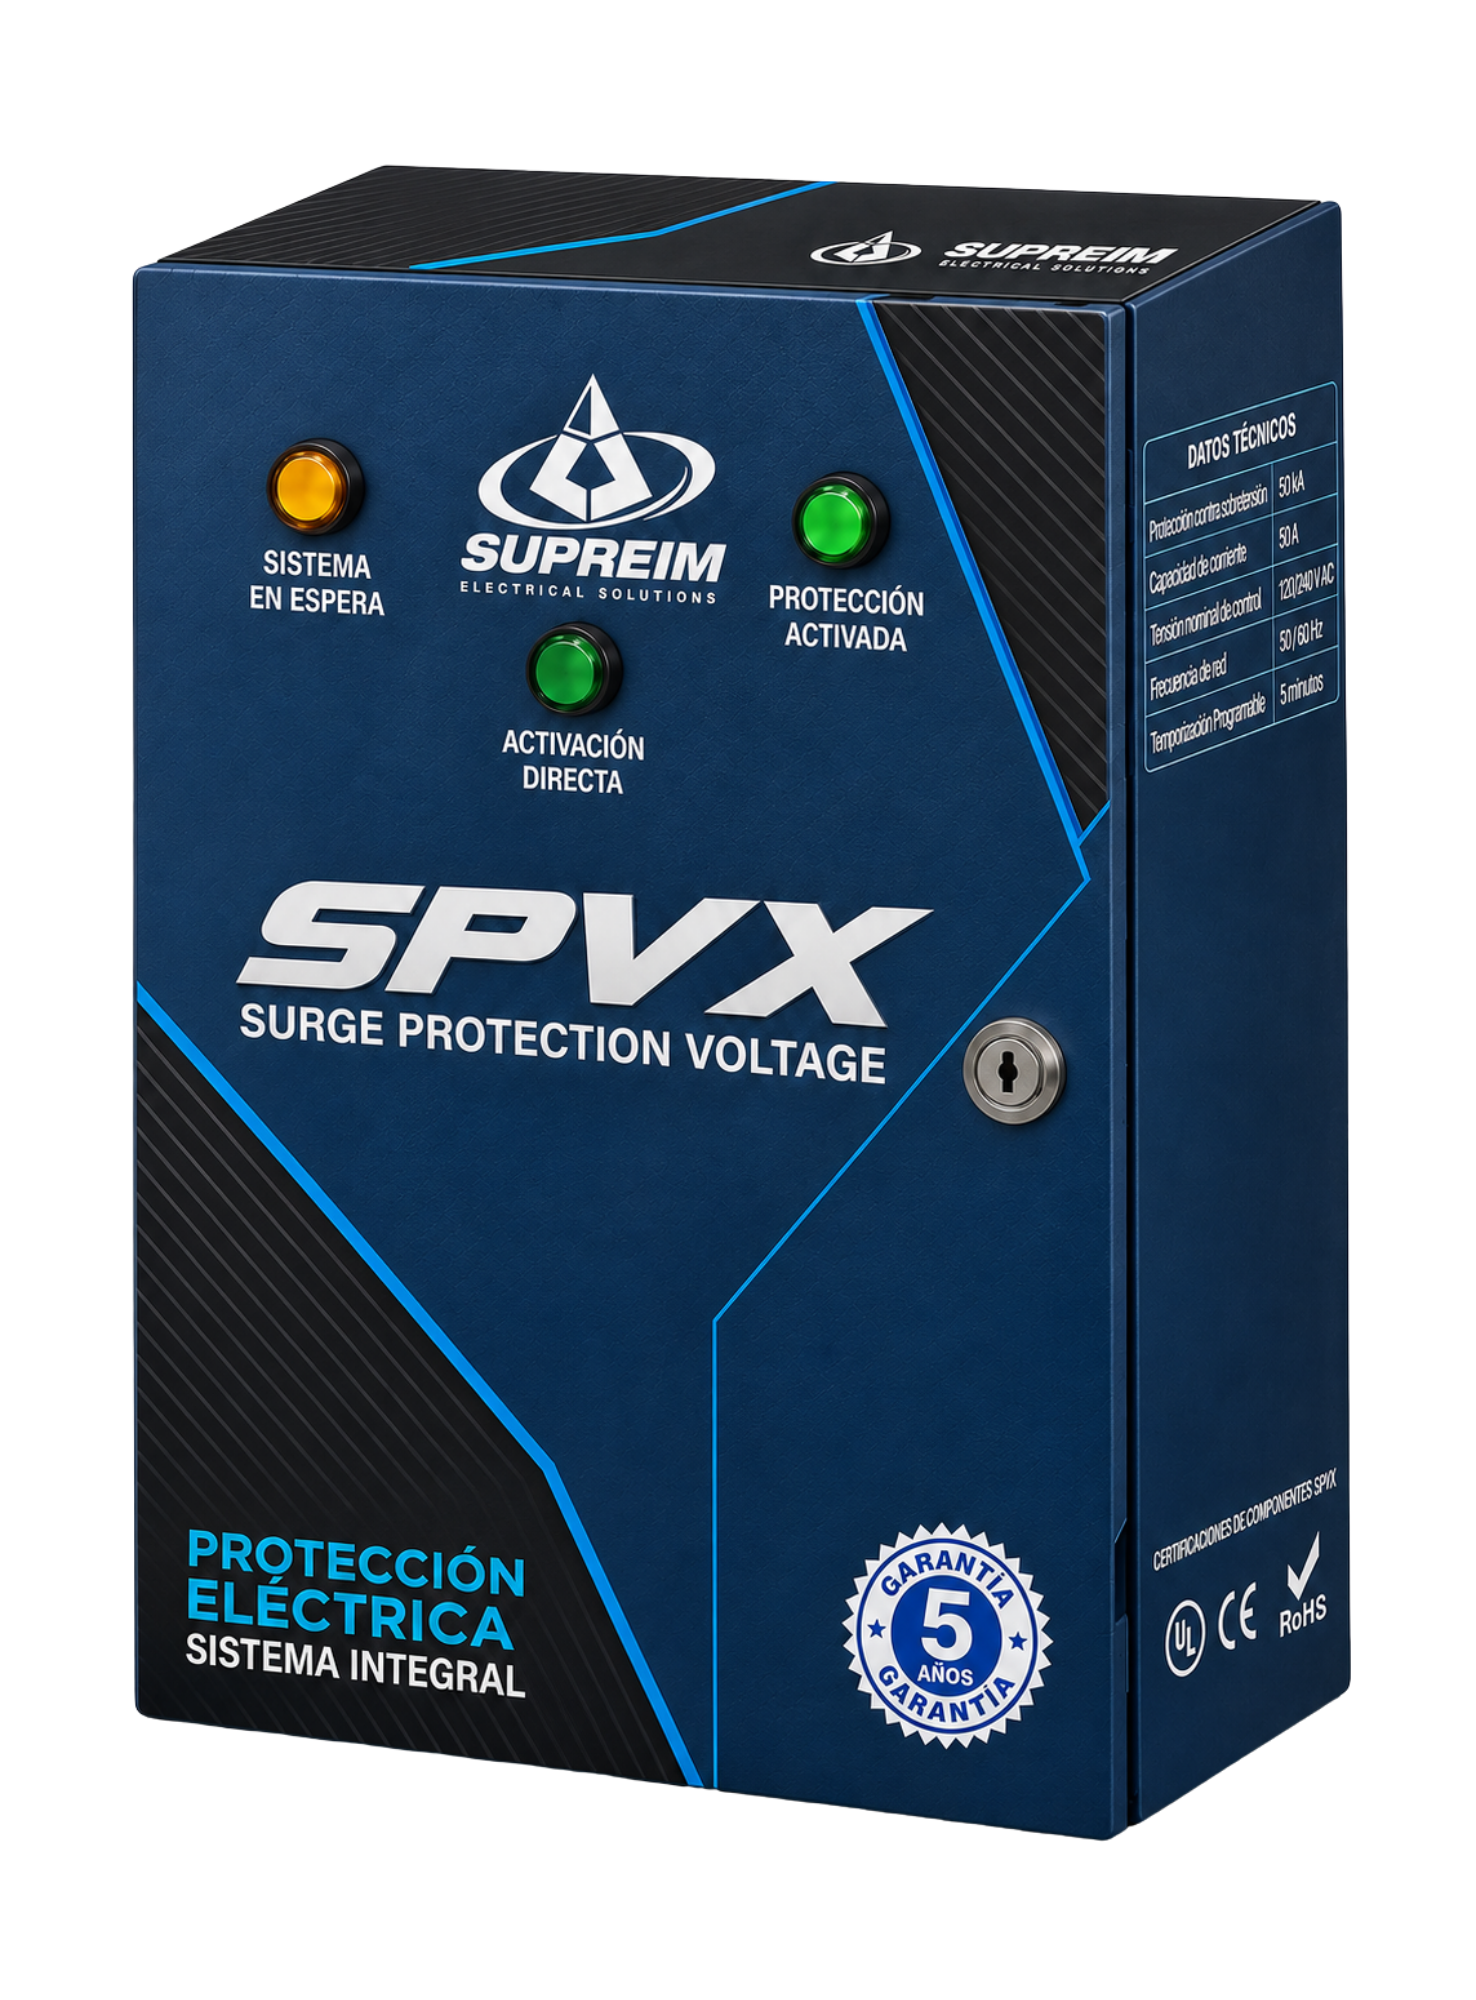 SUPREIM
ELECTRICAL SOLUTIONS
SUPREIM
ELECTRICAL SOLUTIONS
SISTEMA
EN ESPERA
PROTECCIÓN
ACTIVADA
ACTIVACIÓN
DIRECTA
SPVX
SURGE PROTECTION VOLTAGE
PROTECCIÓN
ELÉCTRICA
SISTEMA INTEGRAL
GARANTÍA
5
AÑOS
GARANTÍA
DATOS TÉCNICOS
Protección contra sobretensión 50 kA
Capacidad de corriente 50 A
Tensión nominal de control 120/240 V AC
Frecuencia de red 50 / 60 Hz
Temporización Programable 5 minutos
CERTIFICACIONES DE COMPONENTES SPVX
UL CE RoHS